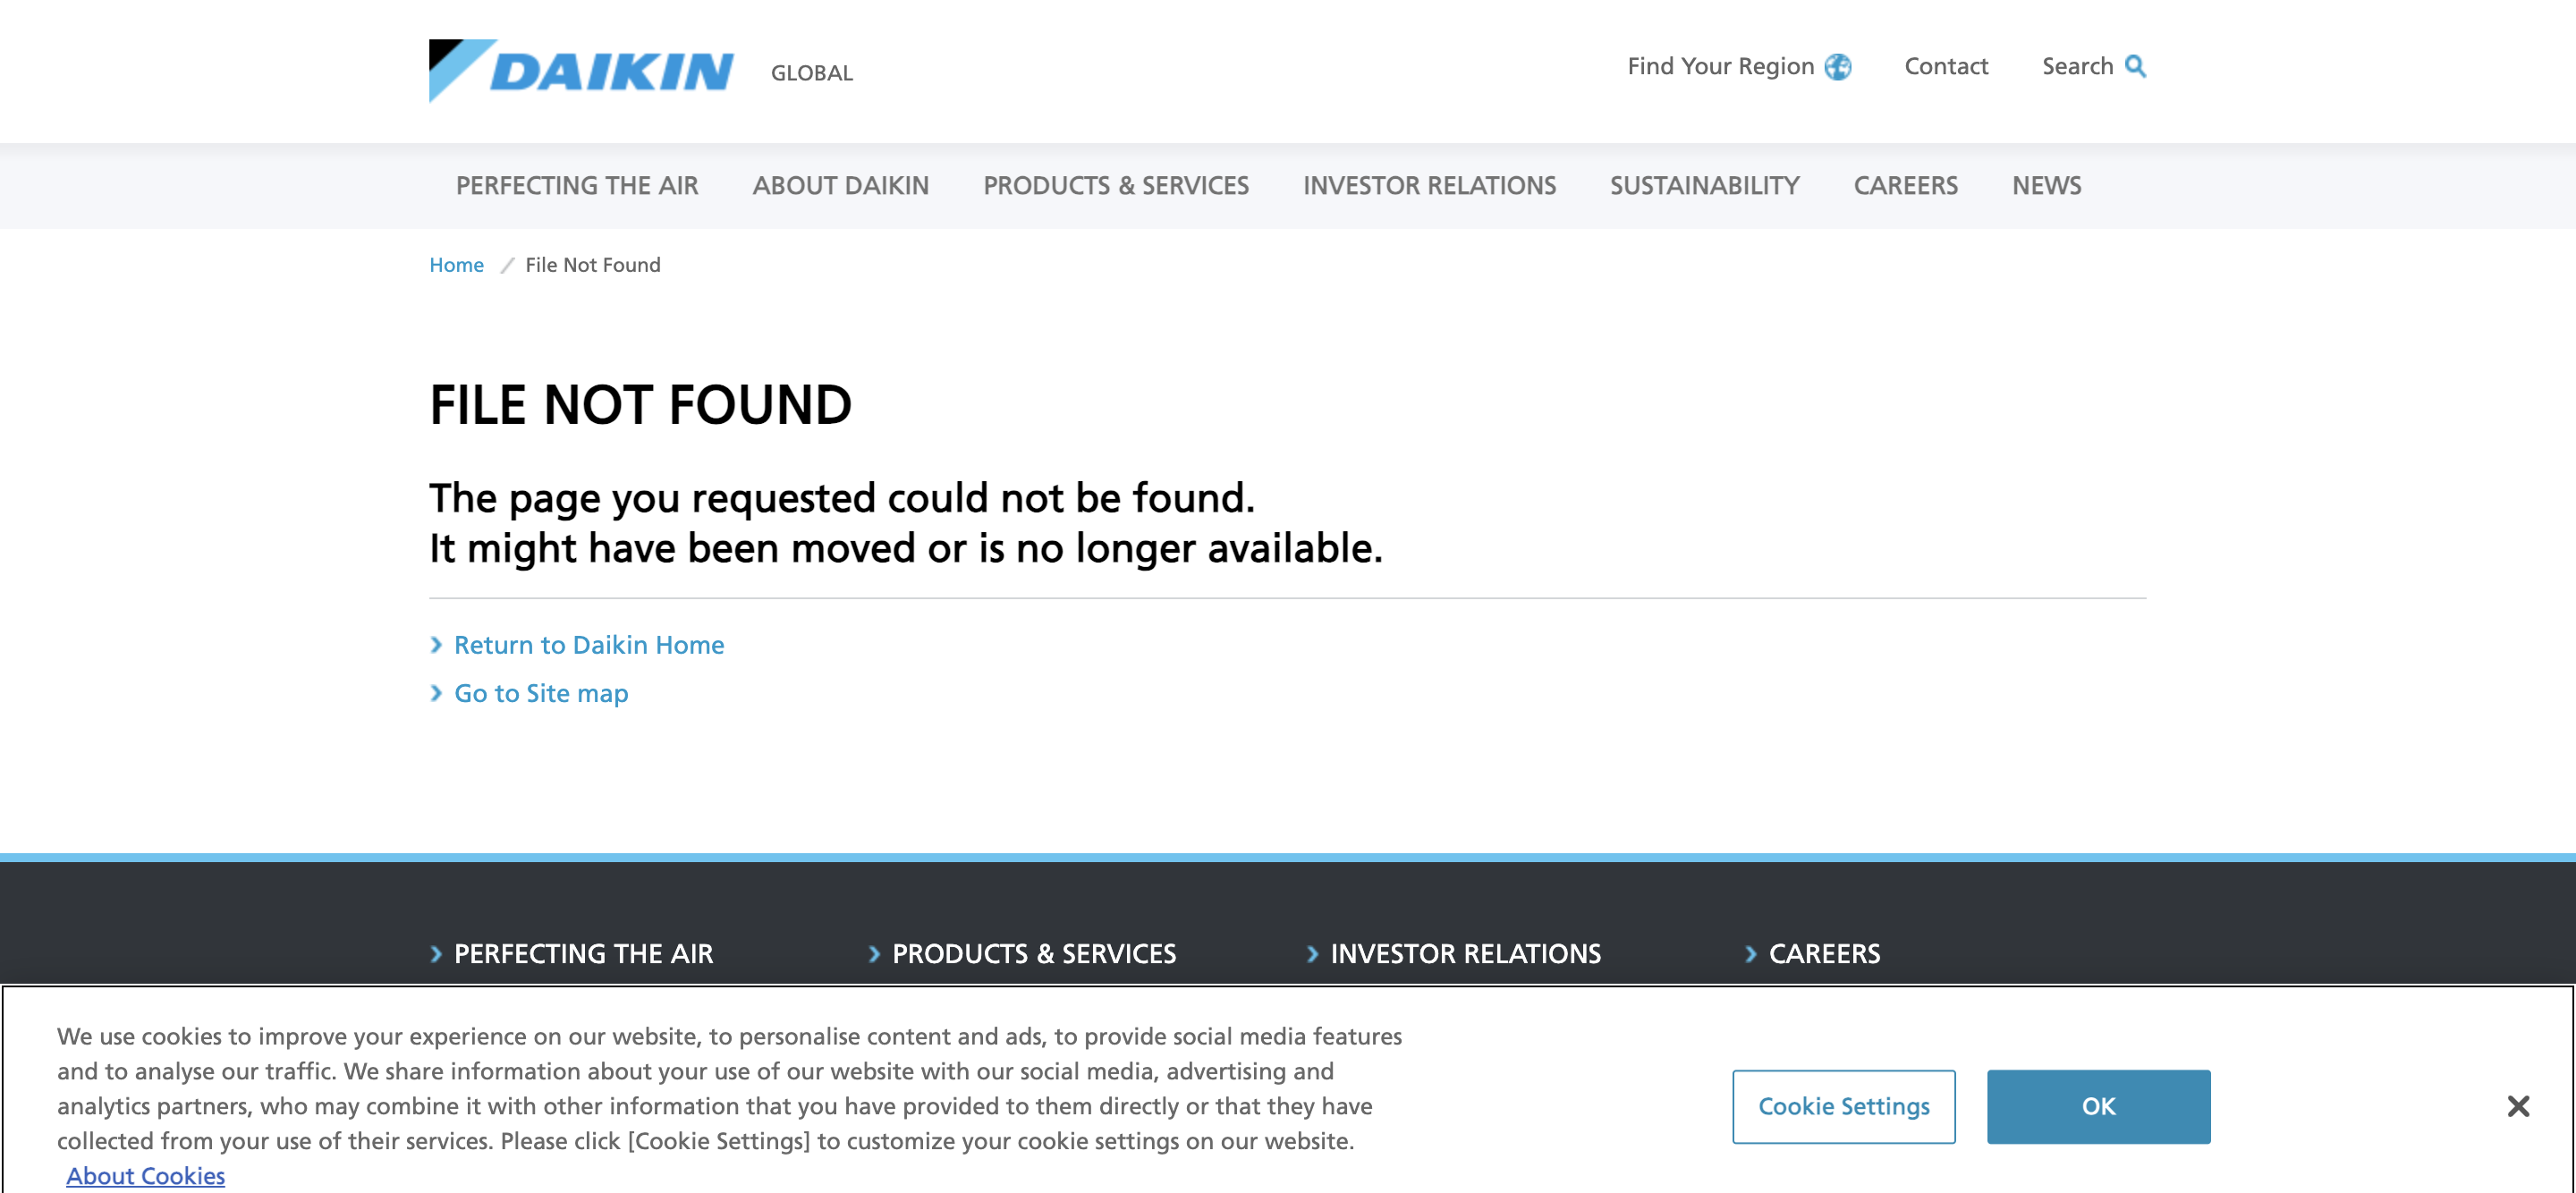 DAIKIN GLOBAL
Find Your Region Contact Search
PERFECTING THE AIR ABOUT DAIKIN PRODUCTS & SERVICES INVESTOR RELATIONS SUSTAINABILITY CAREERS NEWS
Home / File Not Found
FILE NOT FOUND
The page you requested could not be found.
It might have been moved or is no longer available.
Return to Daikin Home
Go to Site map
PERFECTING THE AIR PRODUCTS & SERVICES INVESTOR RELATIONS CAREERS
We use cookies to improve your experience on our website, to personalise content and ads, to provide social media features
and to analyse our traffic. We share information about your use of our website with our social media, advertising and
analytics partners, who may combine it with other information that you have provided to them directly or that they have
collected from your use of their services. Please click [Cookie Settings] to customize your cookie settings on our website.
About Cookies
Cookie Settings
OK